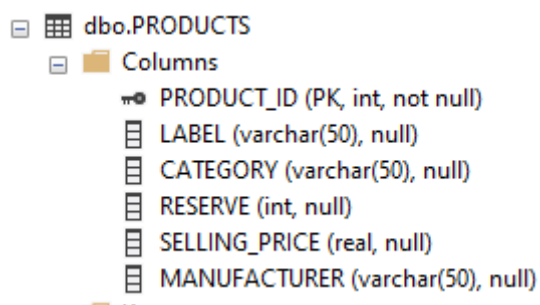 dbo.PRODUCTS
Columns
PRODUCT_ID (PK, int, not null)
LABEL (varchar(50), null)
CATEGORY (varchar(50), null)
RESERVE (int, null)
SELLING_PRICE (real, null)
MANUFACTURER (varchar(50), null)